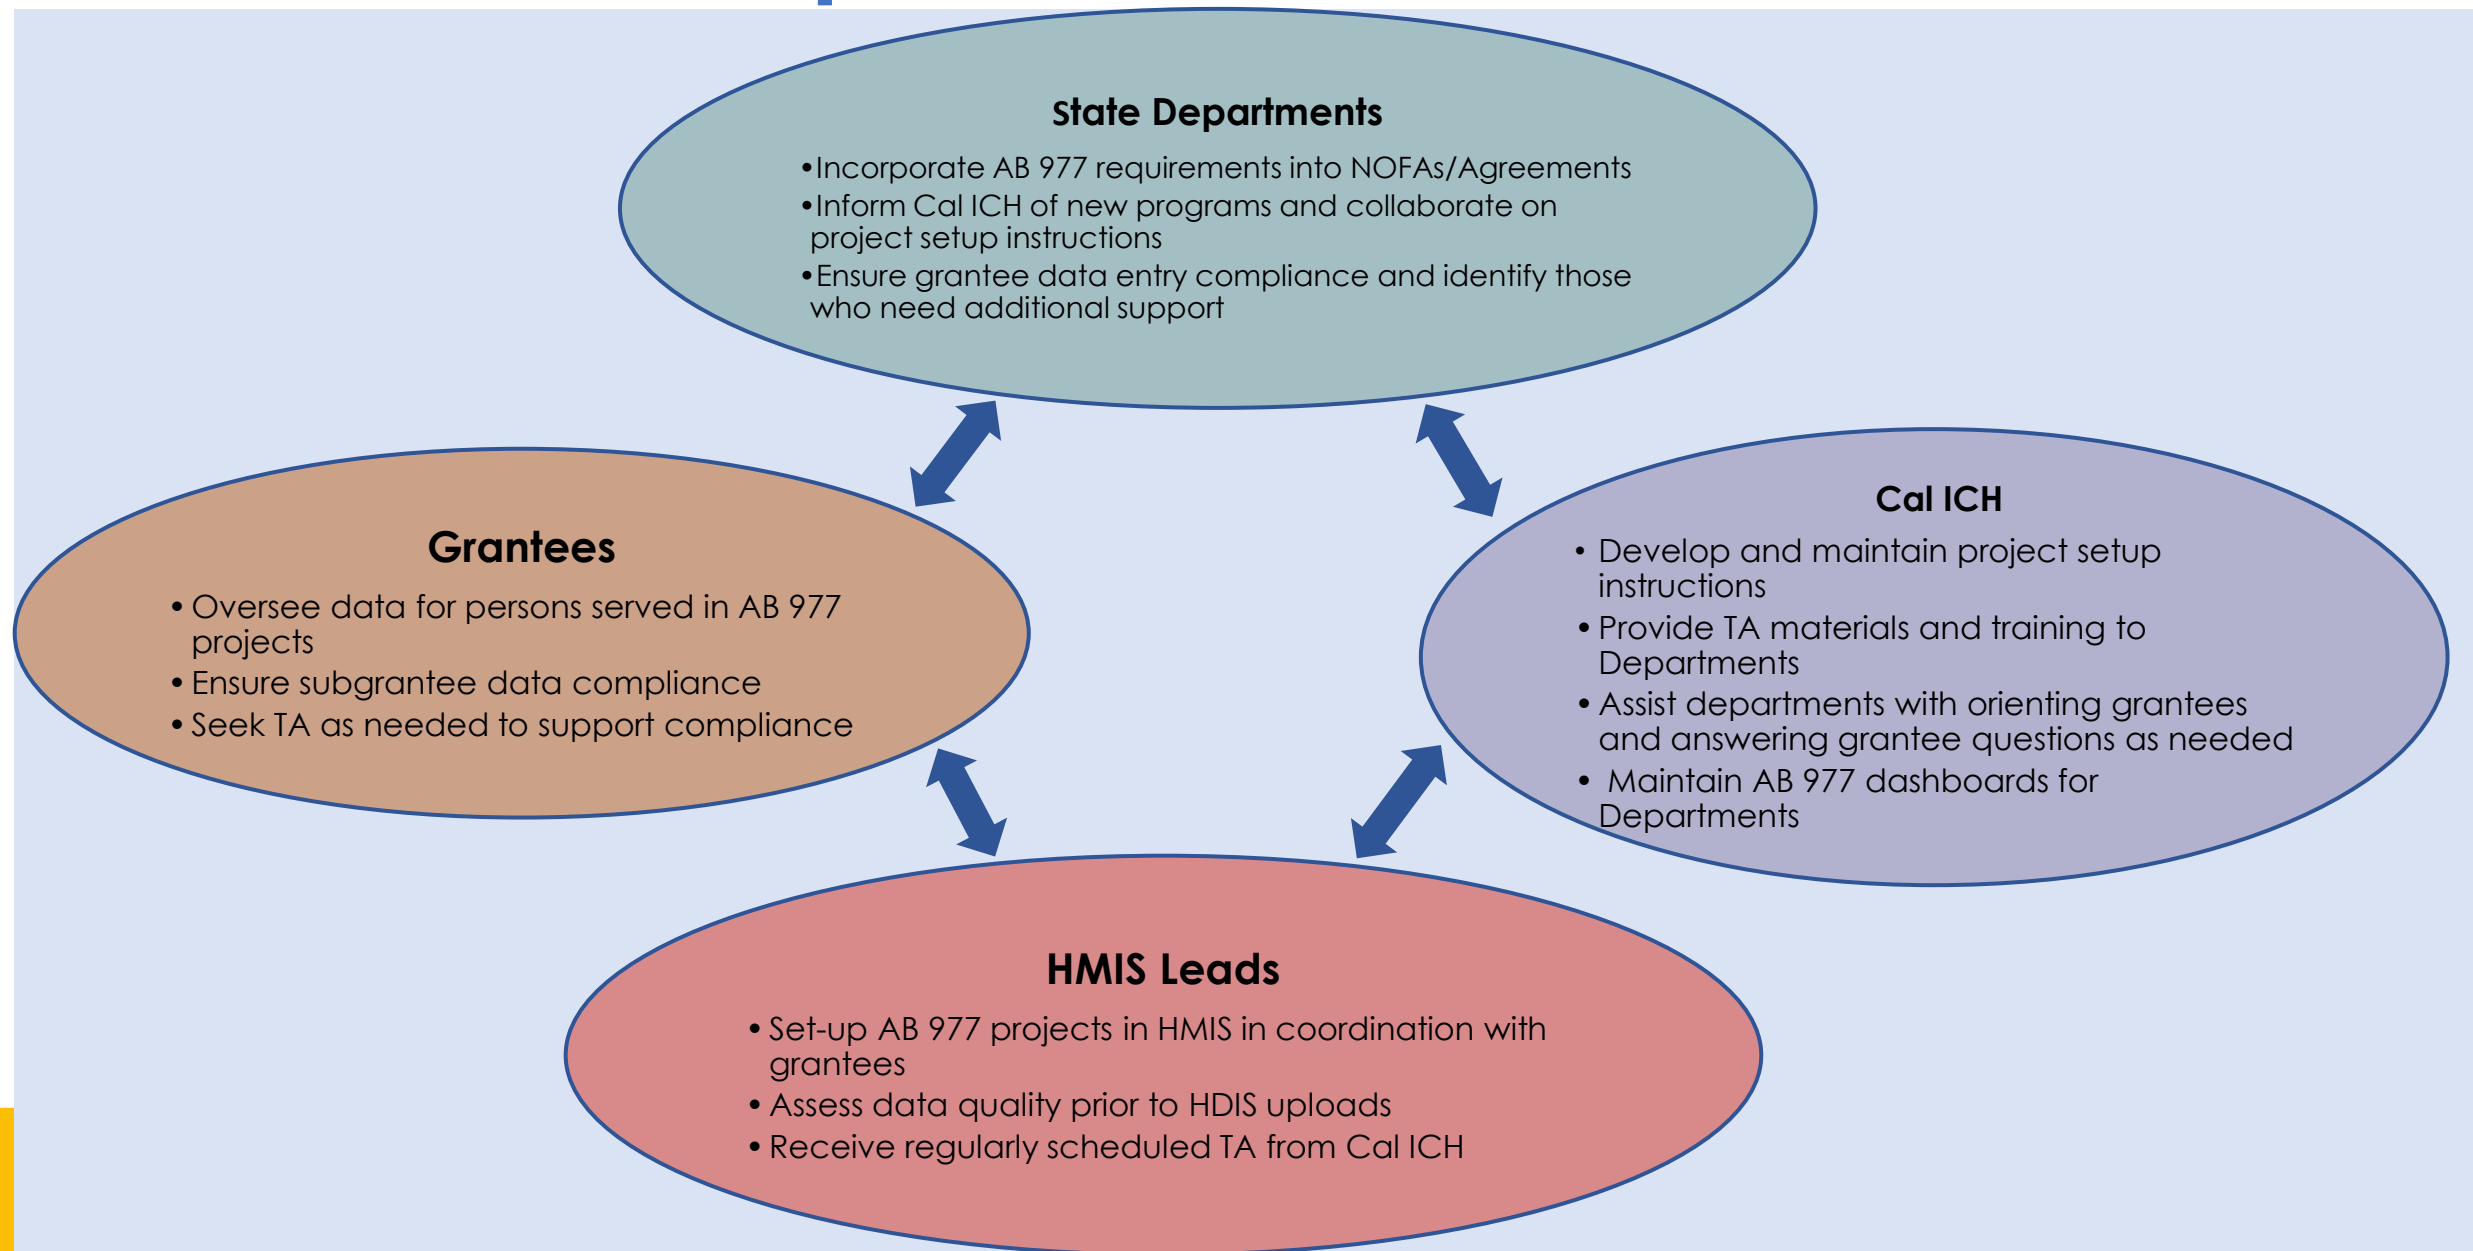 State Departments
•Incorporate AB 977 requirements into NOFAs/Agreements
•Inform Cal ICH of new programs and collaborate on
project setup instructions
•Ensure grantee data entry compliance and identify those
who need additional support
Grantees
•Oversee data for persons served in AB 977
projects
•Ensure subgrantee data compliance
•Seek TA as needed to support compliance
Cal ICH
• Develop and maintain project setup
instructions
•Provide TA materials and training to
Departments
•Assist departments with orienting grantees
and answering grantee questions as needed
• Maintain AB 977 dashboards for
Departments
HMIS Leads
•Set-up AB 977 projects in HMIS in coordination with
grantees
•Assess data quality prior to HDIS uploads
•Receive regularly scheduled TA from Cal ICH